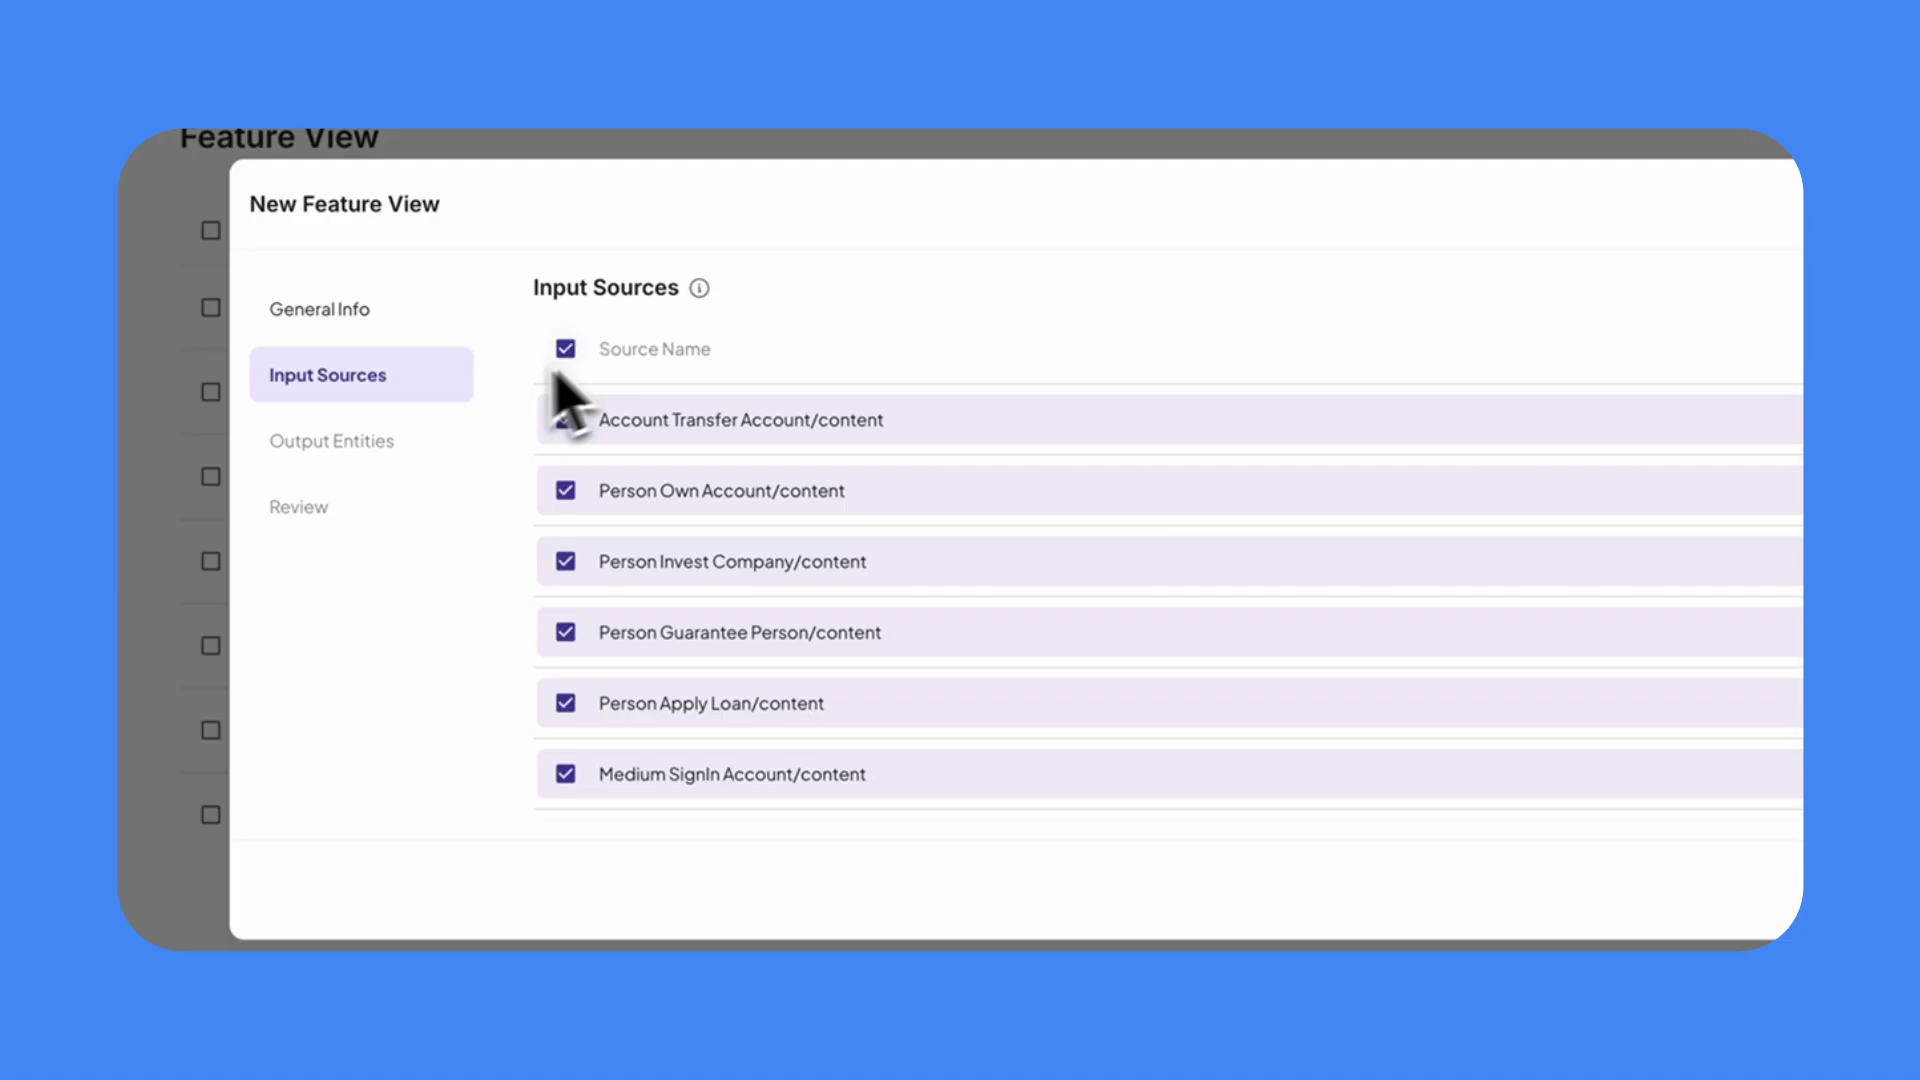 Feature View
New Feature View
General Info
Input Sources
Output Entities
Review
Input Sources
Source Name
Account Transfer Account/content
Person Own Account/content
Person Invest Company/content
Person Guarantee Person/content
Person Apply Loan/content
Medium SignIn Account/content